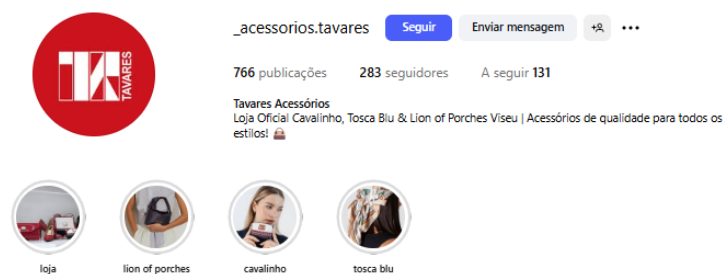 _acessorios.tavares Seguir Enviar mensagem
766 publicações 283 seguidores A seguir 131
TAVARES
Tavares Acessórios
Loja Oficial Cavalinho, Tosca Blu & Lion of Porches Viseu | Acessórios de qualidade para todos os
estilos! 👜
loja lion of porches cavalinho tosca blu